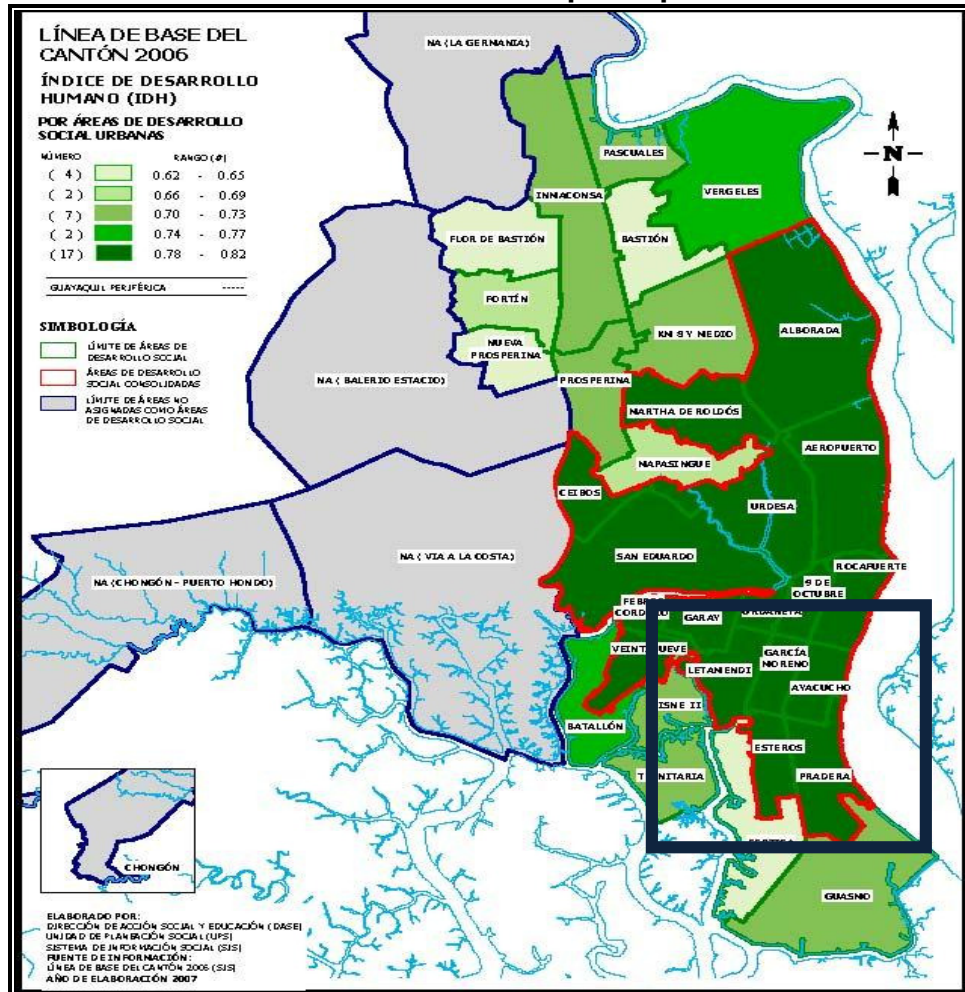 LÍNEA DE BASE DEL
CANTÓN 2006
ÍNDICE DE DESARROLLO
HUMANO (IDH)
POR ÁREAS DE DESARROLLO
SOCIAL URBANAS
NÚMERO RANGO (#)
( 4 ) 0.62 - 0.65
( 2 ) 0.66 - 0.69
( 7 ) 0.70 - 0.73
( 2 ) 0.74 - 0.77
(17) 0.78 - 0.82
GUAYAQUIL PERIFÉRICA -----
SIMBOLOGÍA
LÍMITE DE ÁREAS DE
DESARROLLO SOCIAL
ÁREAS DE DESARROLLO
SOCIAL CONSOLIDADAS
LÍMITE DE ÁREAS NO
ASIGNADAS COMO ÁREAS
DE DESARROLLO SOCIAL
NA (LA GERMANIA)
N
PASCUALES
INMACONSA
VERGELES
FLOR DE BASTIÓN
BASTIÓN
FORTÍN
KM 8 Y MEDIO
ALBORADA
NUEVA
PROSPERINA
NA ( BALERIO ESTACIO)
PROSPERINA
MARTHA DE ROLDÓS
AEROPUERTO
MAPASINGUE
CEIBOS
URDESA
SAN EDUARDO
NA ( VIA A LA COSTA)
NA (CHONGÓN - PUERTO HONDO)
ROCAFUERTE
9 DE
OCTUBRE
GARAY
GARCÍA
MORENO
LETAMENDI
AYACUCHO
ISNE II
BATALLÓN
ESTEROS
PRADERA
GUASMO
CHONGÓN
ELABORADO POR:
DIRECCIÓN DE ACCIÓN SOCIAL Y EDUCACIÓN (DASE)
UNIDAD DE PLANEACIÓN SOCIAL (UPS)
SISTEMA DE INFORMACIÓN SOCIAL (SIS)
FUENTE DE INFORMACIÓN:
LÍNEA DE BASE DEL CANTÓN 2006 (SIS)
AÑO DE ELABORACIÓN 2007